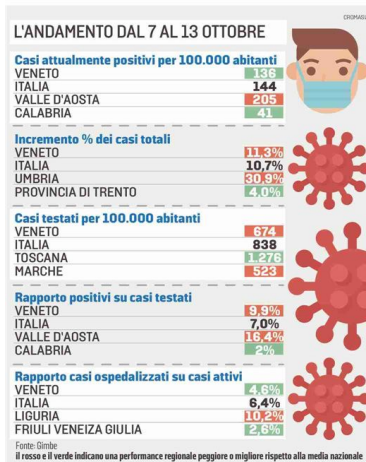 CROMASIA
L'ANDAMENTO DAL 7 AL 13 OTTOBRE
Casi attualmente positivi per 100.000 abitanti
VENETO 136
ITALIA 144
VALLE D'AOSTA 205
CALABRIA 41
Incremento % dei casi totali
VENETO 11,3%
ITALIA 10,7%
UMBRIA 30,9%
PROVINCIA DI TRENTO 4,0%
Casi testati per 100.000 abitanti
VENETO 674
ITALIA 838
TOSCANA 1.276
MARCHE 523
Rapporto positivi su casi testati
VENETO 9,9%
ITALIA 7,0%
VALLE D'AOSTA 16,4%
CALABRIA 2%
Rapporto casi ospedalizzati su casi attivi
VENETO 4,6%
ITALIA 6,4%
LIGURIA 10,2%
FRIULI VENEIZA GIULIA 2,6%
Fonte: Gimbe
il rosso e il verde indicano una performance regionale peggiore o migliore rispetto alla media nazionale